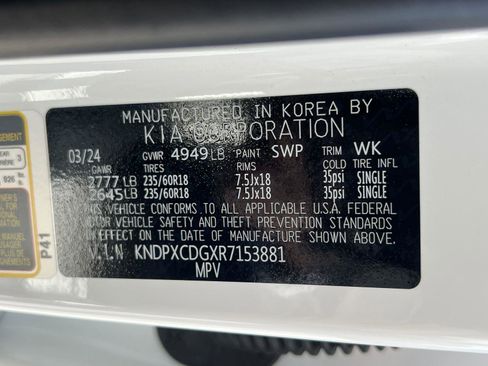 MANUFACTURED IN KOREA BY
KIA CORPORATION
03/24 GVWR 4949LB PAINT SWP TRIM WK
GAWR TIRES RIMS COLD TIRE INFL
2777LB 235/60R18 7.5Jx18 35psi SINGLE
2645LB 235/60R18 7.5Jx18 35psi SINGLE
THIS VEHICLE CONFORMS TO ALL APPLICABLE U.S.A. FEDERAL
MOTOR VEHICLE SAFETY AND THEFT PREVENTION STANDARDS
IN EFFECT ON THE DATE OF MANUFACTURE SHOWN ABOVE.
V.I.N KNDPXCDGXR7153881
MPV
P41
3